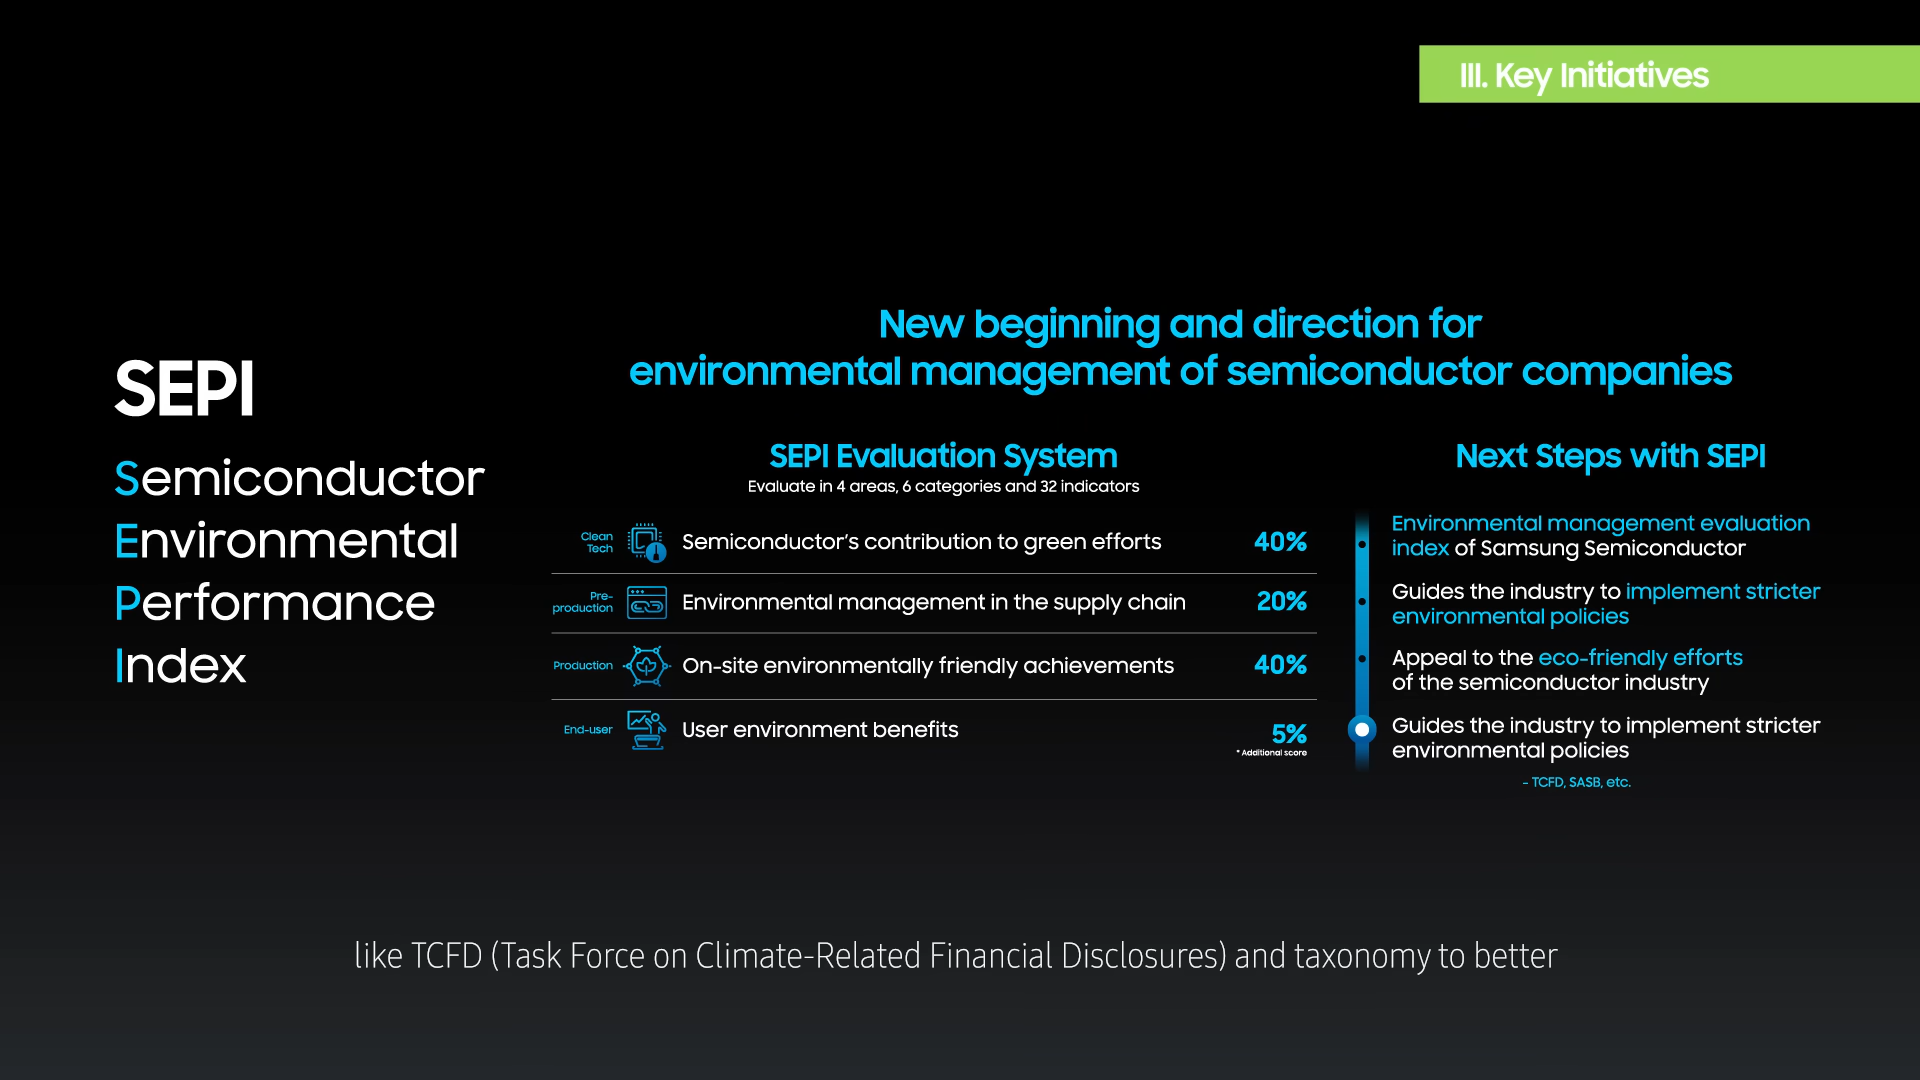 III. Key Initiatives
New beginning and direction for
environmental management of semiconductor companies
SEPI
Semiconductor
Environmental
Performance
Index
SEPI Evaluation System
Evaluate in 4 areas, 6 categories and 32 indicators
Clean
Tech
Semiconductor's contribution to green efforts
40%
Pre-
production
Environmental management in the supply chain
20%
Production
On-site environmentally friendly achievements
40%
End-user
User environment benefits
5%
* Additional score
Next Steps with SEPI
Environmental management evaluation
index of Samsung Semiconductor
Guides the industry to implement stricter
environmental policies
Appeal to the eco-friendly efforts
of the semiconductor industry
Guides the industry to implement stricter
environmental policies
- TCFD, SASB, etc.
like TCFD (Task Force on Climate-Related Financial Disclosures) and taxonomy to better